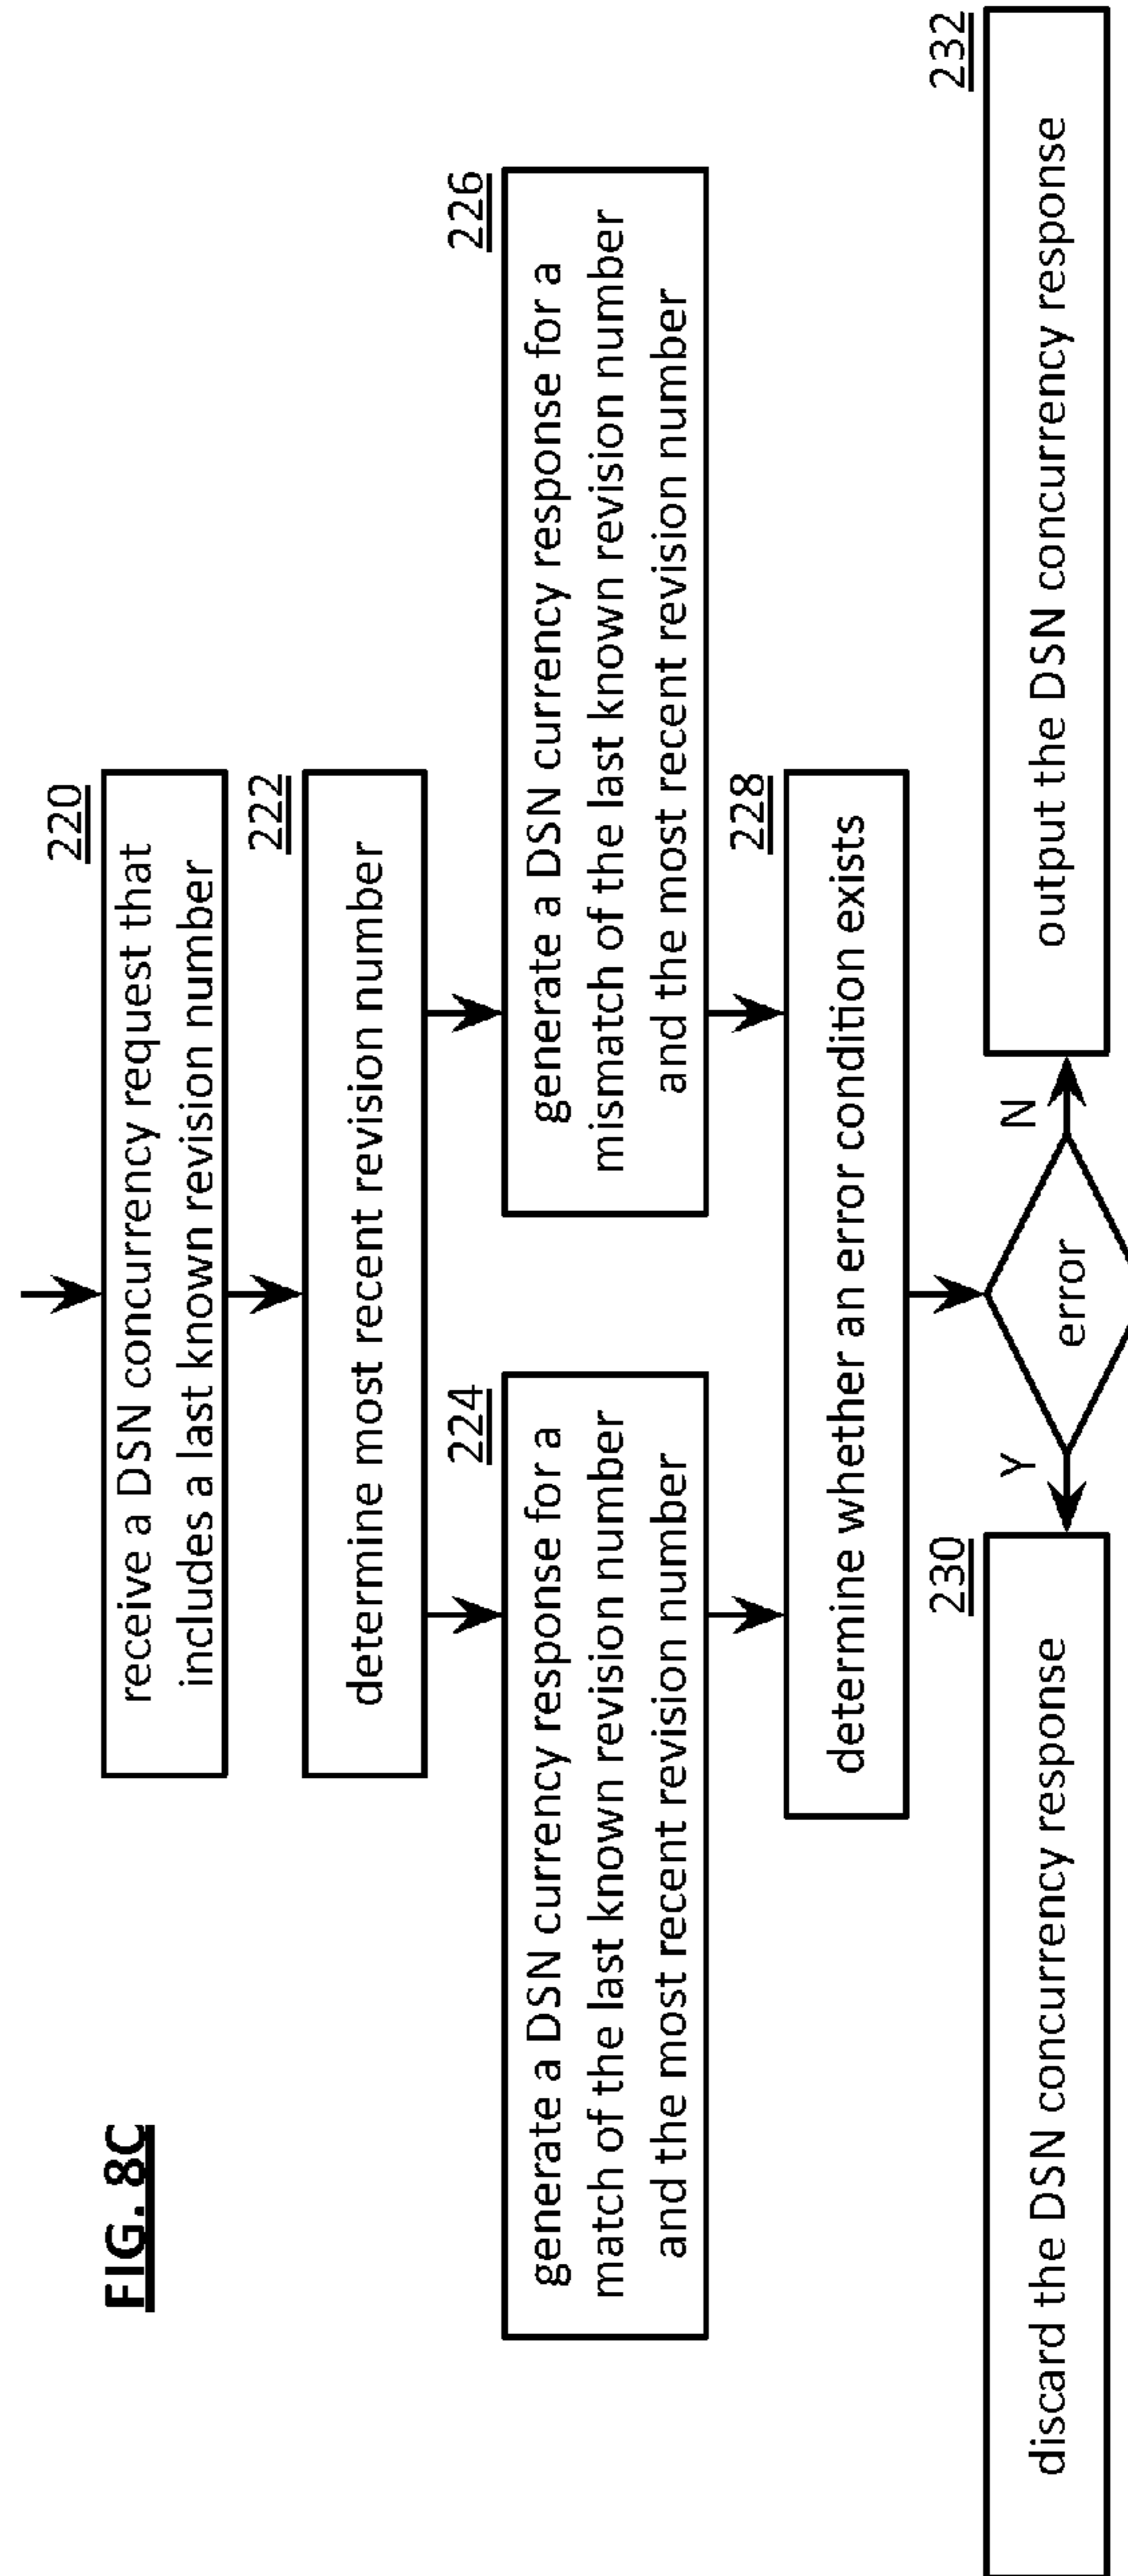 FIG. 8C
220
receive a DSN concurrency request that
includes a last known revision number
222
determine most recent revision number
224
generate a DSN currency response for a
match of the last known revision number
and the most recent revision number
226
generate a DSN currency response for a
mismatch of the last known revision number
and the most recent revision number
228
determine whether an error condition exists
error
Y
N
230
discard the DSN concurrency response
232
output the DSN concurrency response